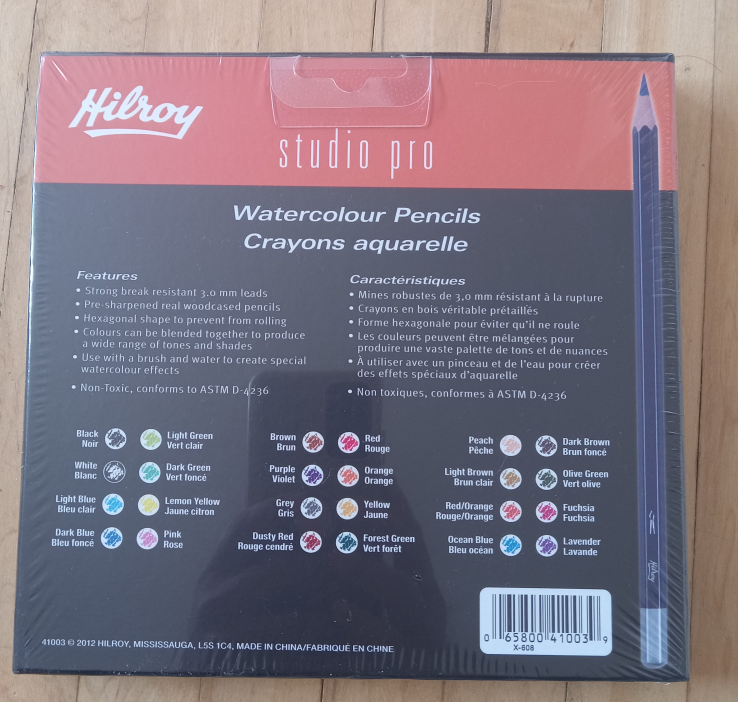 Hilroy
studio pro
Watercolour Pencils
Crayons aquarelle
Features
• Strong break resistant 3.0 mm leads
• Pre-sharpened real woodcased pencils
• Hexagonal shape to prevent from rolling
• Colours can be blended together to produce
a wide range of tones and shades
• Use with a brush and water to create special
watercolour effects
• Non-Toxic, conforms to ASTM D-4236
Caractéristiques
• Mines robustes de 3,0 mm résistant à la rupture
• Crayons en bois véritable prétaillés
• Forme hexagonale pour éviter qu'il ne roule
• Les couleurs peuvent être mélangées pour
produire une vaste palette de tons et de nuances
• À utiliser avec un pinceau et de l'eau pour créer
des effets spéciaux d'aquarelle
• Non toxiques, conformes à ASTM D-4236
Black
Noir
Light Green
Vert clair
White
Blanc
Dark Green
Vert foncé
Light Blue
Bleu clair
Lemon Yellow
Jaune citron
Dark Blue
Bleu foncé
Pink
Rose
Brown
Brun
Red
Rouge
Purple
Violet
Orange
Orange
Grey
Gris
Yellow
Jaune
Dusty Red
Rouge cendré
Forest Green
Vert forêt
Peach
Pêche
Dark Brown
Brun foncé
Light Brown
Brun clair
Olive Green
Vert olive
Red/Orange
Rouge/Orange
Fuchsia
Fuchsia
Ocean Blue
Bleu océan
Lavender
Lavande
Hilroy
41003 © 2012 HILROY, MISSISSAUGA, L5S 1C4, MADE IN CHINA/FABRIQUÉ EN CHINE
0 65800 41003 9
X-608